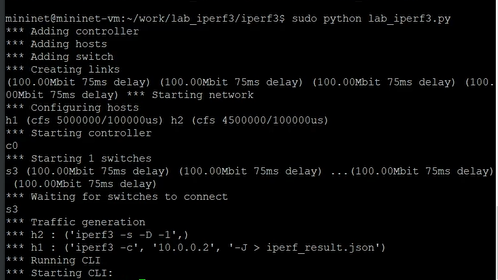 mininet@mininet-vm:~/work/lab_iperf3/iperf3$ sudo python lab_iperf3.py
*** Adding controller
*** Adding hosts
*** Adding switch
*** Creating links
(100.00Mbit 75ms delay) (100.00Mbit 75ms delay) (100.00Mbit 75ms delay) (100.
00Mbit 75ms delay) *** Starting network
*** Configuring hosts
h1 (cfs 5000000/100000us) h2 (cfs 4500000/100000us)
*** Starting controller
c0
*** Starting 1 switches
s3 (100.00Mbit 75ms delay) (100.00Mbit 75ms delay) ...(100.00Mbit 75ms delay)
(100.00Mbit 75ms delay)
*** Waiting for switches to connect
s3
*** Traffic generation
*** h2 : ('iperf3 -s -D -1',)
*** h1 : ('iperf3 -c', '10.0.0.2', '-J > iperf_result.json')
*** Running CLI
*** Starting CLI: